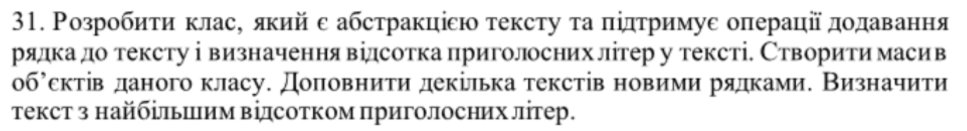 31. Розробити клас, який є абстракцією тексту та підтримує операції додавання
рядка до тексту і визначення відсотка приголосних літер у тексті. Створити масив
об’єктів даного класу. Доповнити декілька текстів новими рядками. Визначити
текст з найбільшим відсотком приголосних літер.